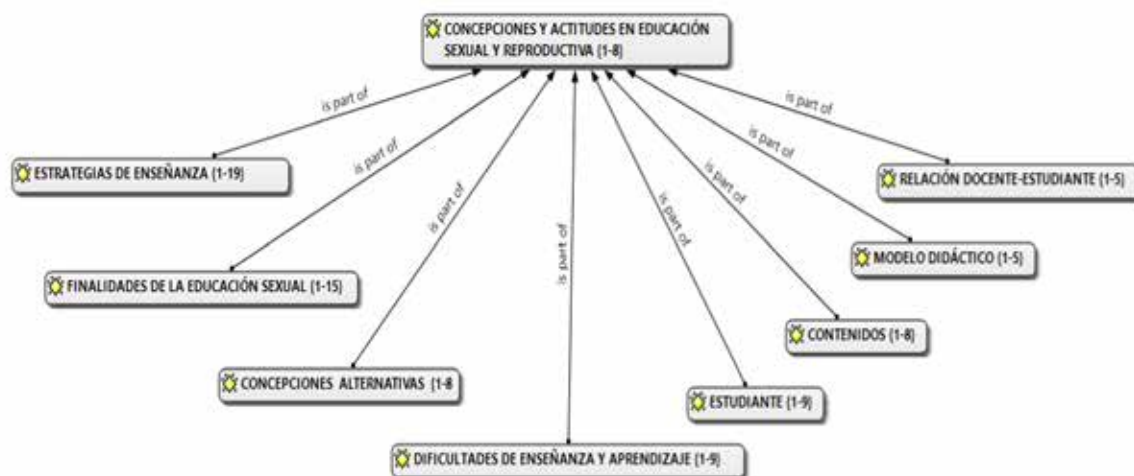 CONCEPCIONES Y ACTITUDES EN EDUCACIÓN
SEXUAL Y REPRODUCTIVA (1-8)
is part of
is part of
is part of
is part of
is part of
is part of
is part of
is part of
ESTRATEGIAS DE ENSEÑANZA (1-19)
RELACIÓN DOCENTE-ESTUDIANTE (1-5)
MODELO DIDÁCTICO (1-5)
FINALIDADES DE LA EDUCACIÓN SEXUAL (1-15)
CONTENIDOS (1-8)
CONCEPCIONES ALTERNATIVAS (1-8
ESTUDIANTE (1-9)
DIFICULTADES DE ENSEÑANZA Y APRENDIZAJE (1-9)